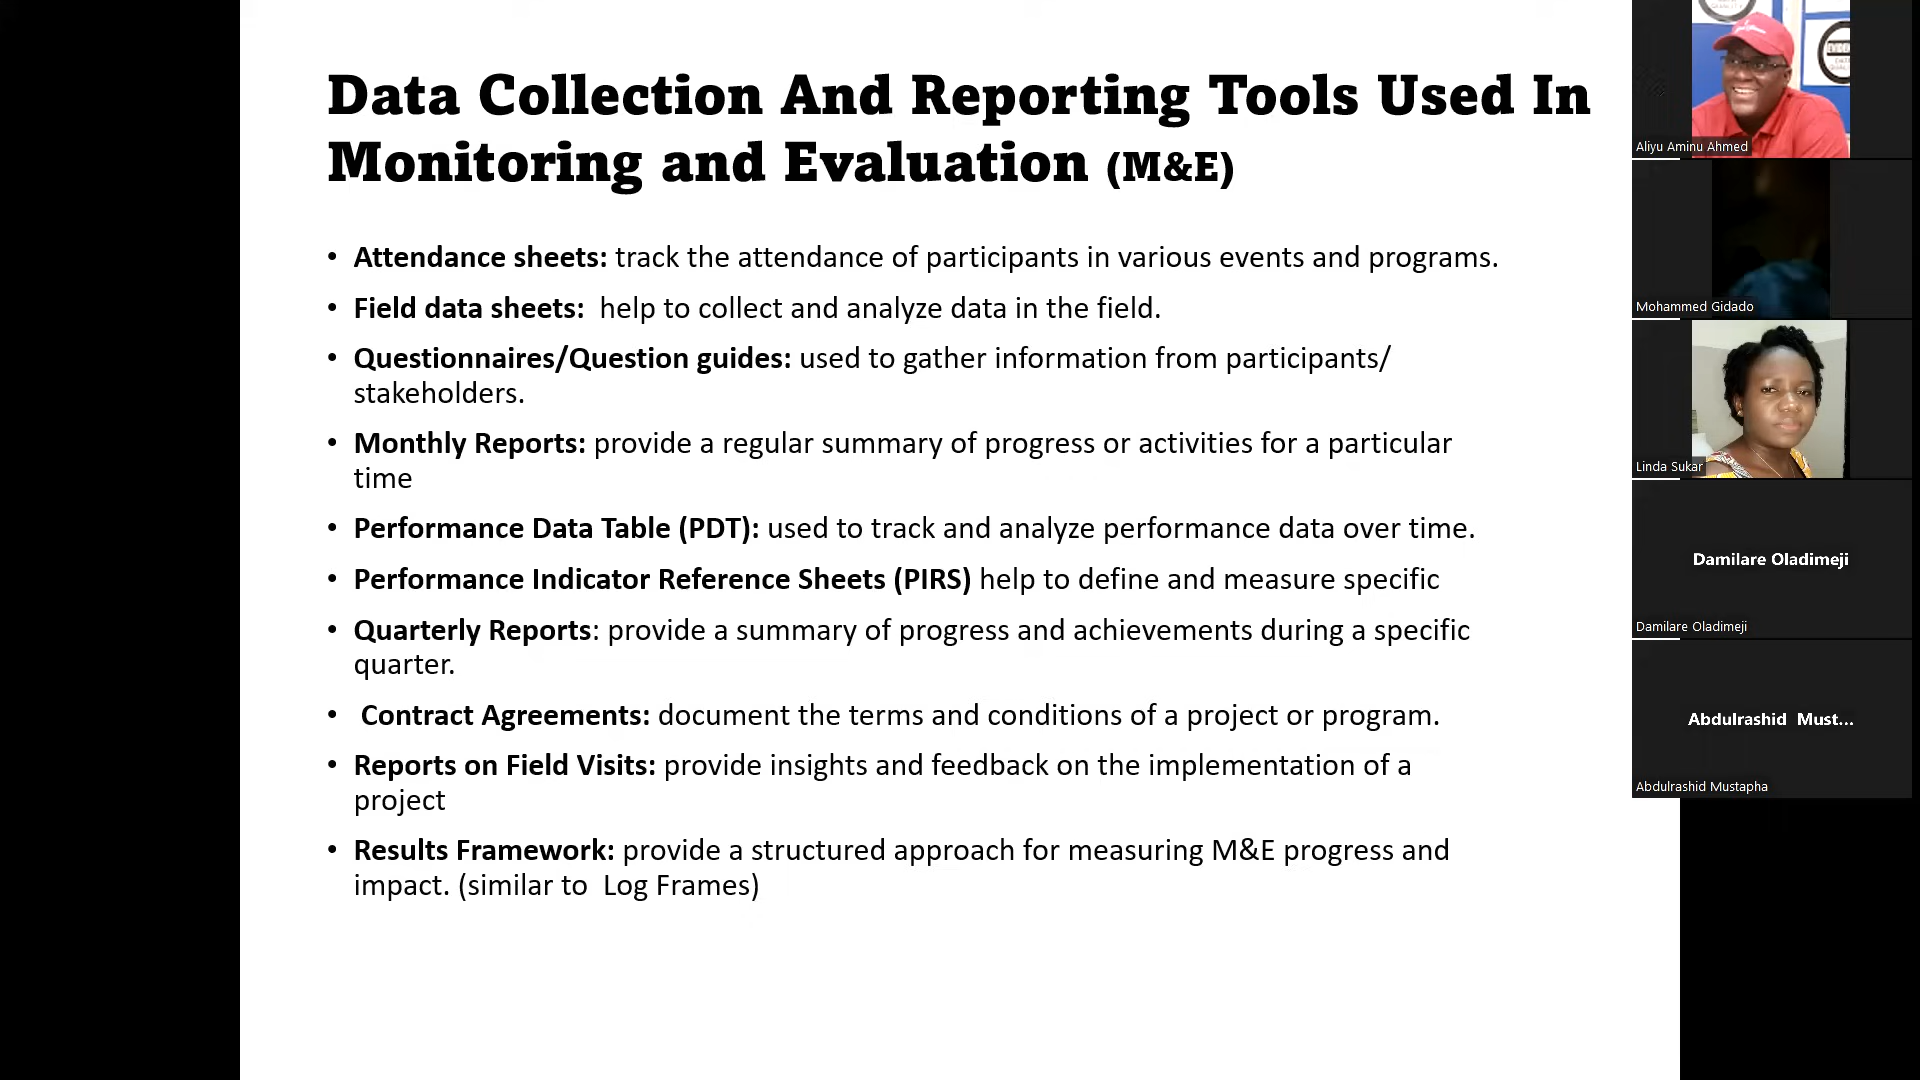 Data Collection And Reporting Tools Used In
Monitoring and Evaluation (M&E)
• Attendance sheets: track the attendance of participants in various events and programs.
• Field data sheets:  help to collect and analyze data in the field.
• Questionnaires/Question guides: used to gather information from participants/
stakeholders.
• Monthly Reports: provide a regular summary of progress or activities for a particular
time
• Performance Data Table (PDT): used to track and analyze performance data over time.
• Performance Indicator Reference Sheets (PIRS) help to define and measure specific
• Quarterly Reports: provide a summary of progress and achievements during a specific
quarter.
•  Contract Agreements: document the terms and conditions of a project or program.
• Reports on Field Visits: provide insights and feedback on the implementation of a
project
• Results Framework: provide a structured approach for measuring M&E progress and
impact. (similar to  Log Frames)
Aliyu Aminu Ahmed
Mohammed Gidado
Linda Sukar
Damilare Oladimeji
Damilare Oladimeji
Abdulrashid  Must...
Abdulrashid Mustapha